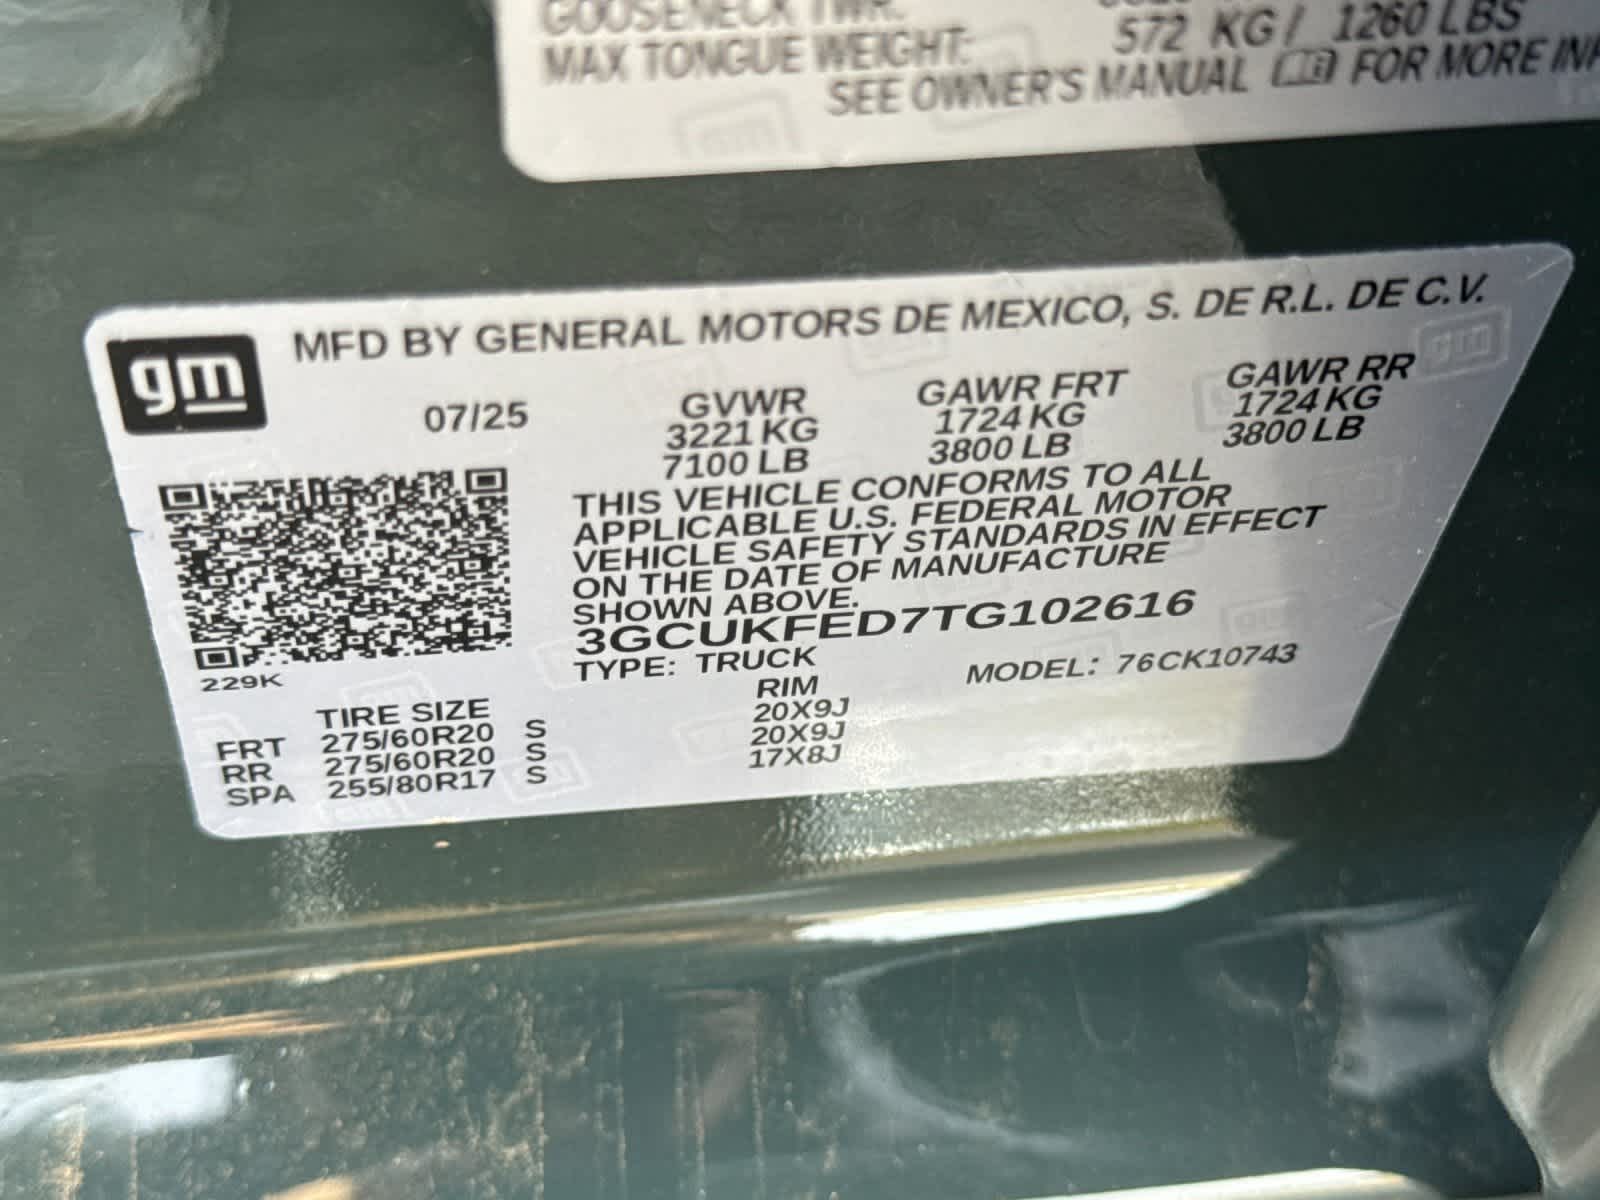 GOOSENECK TWR:
MAX TONGUE WEIGHT: 572 KG / 1260 LBS
SEE OWNER'S MANUAL FOR MORE
gm
MFD BY GENERAL MOTORS DE MEXICO, S. DE R.L. DE C.V.
07/25 GVWR GAWR FRT GAWR RR
3221 KG 1724 KG 1724 KG
7100 LB 3800 LB 3800 LB
THIS VEHICLE CONFORMS TO ALL
APPLICABLE U.S. FEDERAL MOTOR
VEHICLE SAFETY STANDARDS IN EFFECT
ON THE DATE OF MANUFACTURE
SHOWN ABOVE.
3GCUKFED7TG102616
TYPE: TRUCK MODEL: 76CK10743
229K
TIRE SIZE RIM
FRT 275/60R20 S 20X9J
RR 275/60R20 S 20X9J
SPA 255/80R17 S 17X8J